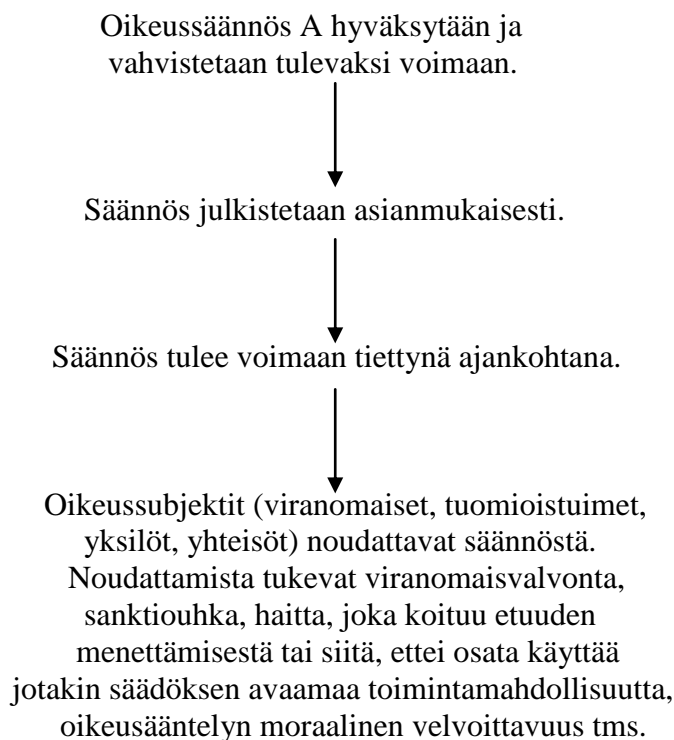 Oikeussäännös A hyväksytään ja
vahvistetaan tulevaksi voimaan.
Säännös julkistetaan asianmukaisesti.
Säännös tulee voimaan tiettynä ajankohtana.
Oikeussubjektit (viranomaiset, tuomioistuimet,
yksilöt, yhteisöt) noudattavat säännöstä.
Noudattamista tukevat viranomaisvalvonta,
sanktiouhka, haitta, joka koituu etuuden
menettämisestä tai siitä, ettei osata käyttää
jotakin säädöksen avaamaa toimintamahdollisuutta,
oikeusääntelyn moraalinen velvoittavuus tms.